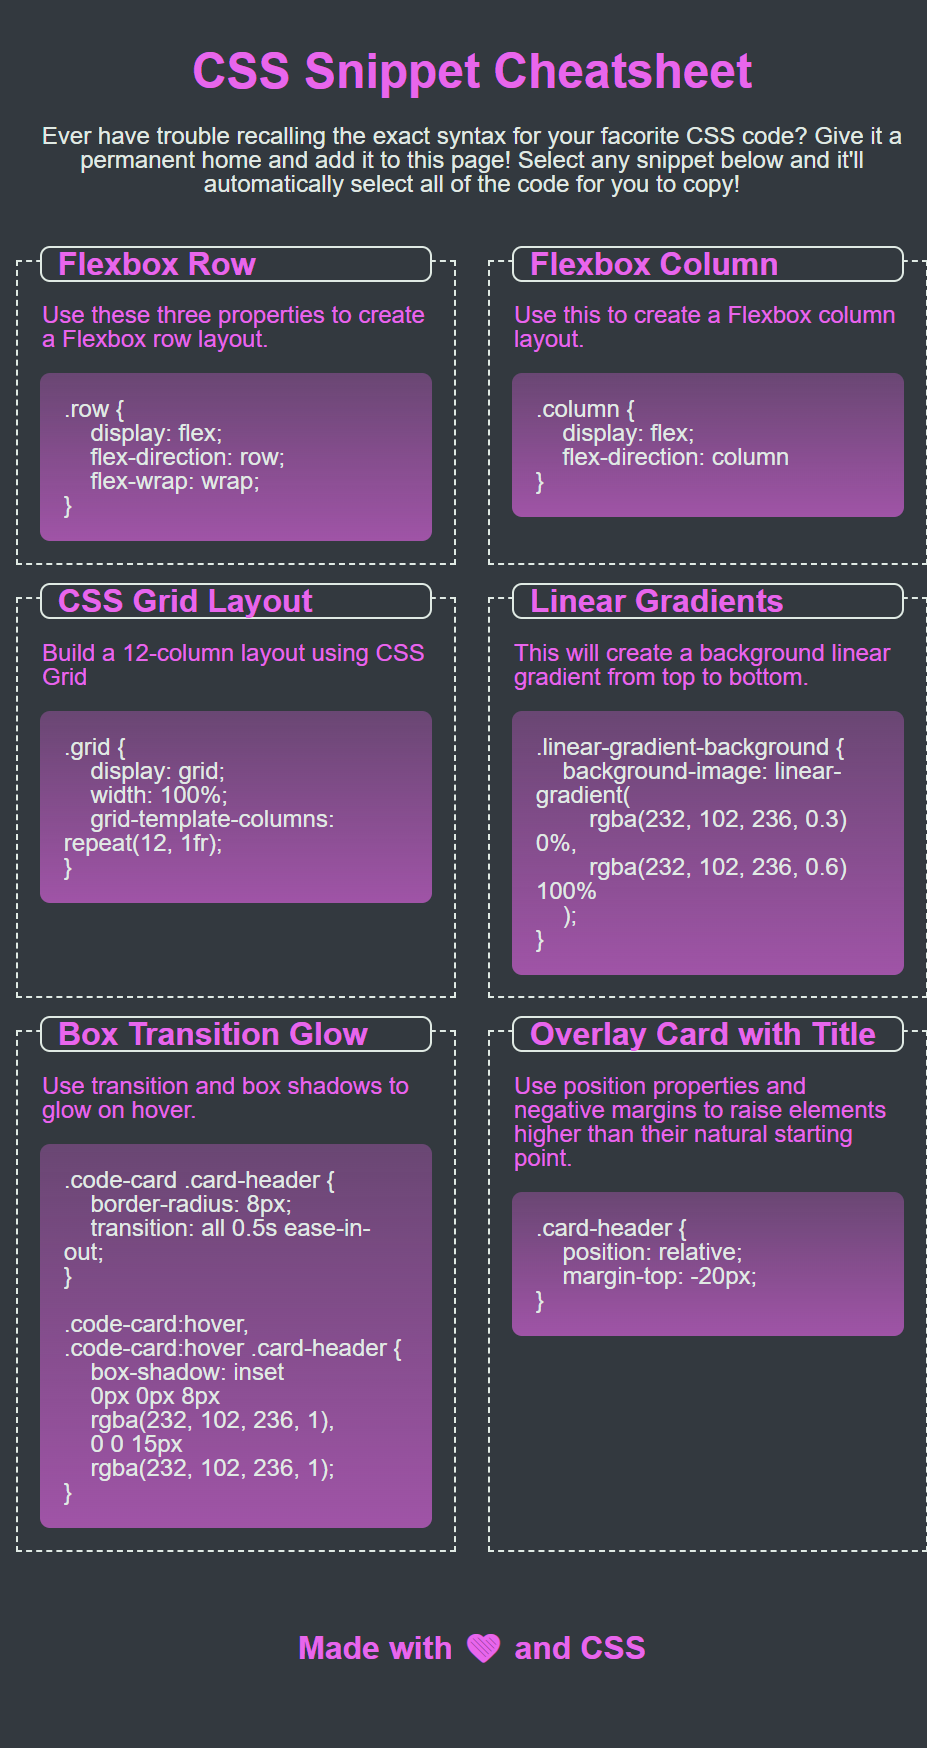 CSS Snippet Cheatsheet
Ever have trouble recalling the exact syntax for your facorite CSS code? Give it a
permanent home and add it to this page! Select any snippet below and it'll
automatically select all of the code for you to copy!
Flexbox Row
Use these three properties to create
a Flexbox row layout.
.row {
display: flex;
flex-direction: row;
flex-wrap: wrap;
}
Flexbox Column
Use this to create a Flexbox column
layout.
.column {
display: flex;
flex-direction: column
}
CSS Grid Layout
Build a 12-column layout using CSS
Grid
.grid {
display: grid;
width: 100%;
grid-template-columns:
repeat(12, 1fr);
}
Linear Gradients
This will create a background linear
gradient from top to bottom.
.linear-gradient-background {
background-image: linear-
gradient(
rgba(232, 102, 236, 0.3)
0%,
rgba(232, 102, 236, 0.6)
100%
);
}
Box Transition Glow
Use transition and box shadows to
glow on hover.
.code-card .card-header {
border-radius: 8px;
transition: all 0.5s ease-in-
out;
}
.code-card:hover,
.code-card:hover .card-header {
box-shadow: inset
0px 0px 8px
rgba(232, 102, 236, 1),
0 0 15px
rgba(232, 102, 236, 1);
}
Overlay Card with Title
Use position properties and
negative margins to raise elements
higher than their natural starting
point.
.card-header {
position: relative;
margin-top: -20px;
}
Made with 💗 and CSS